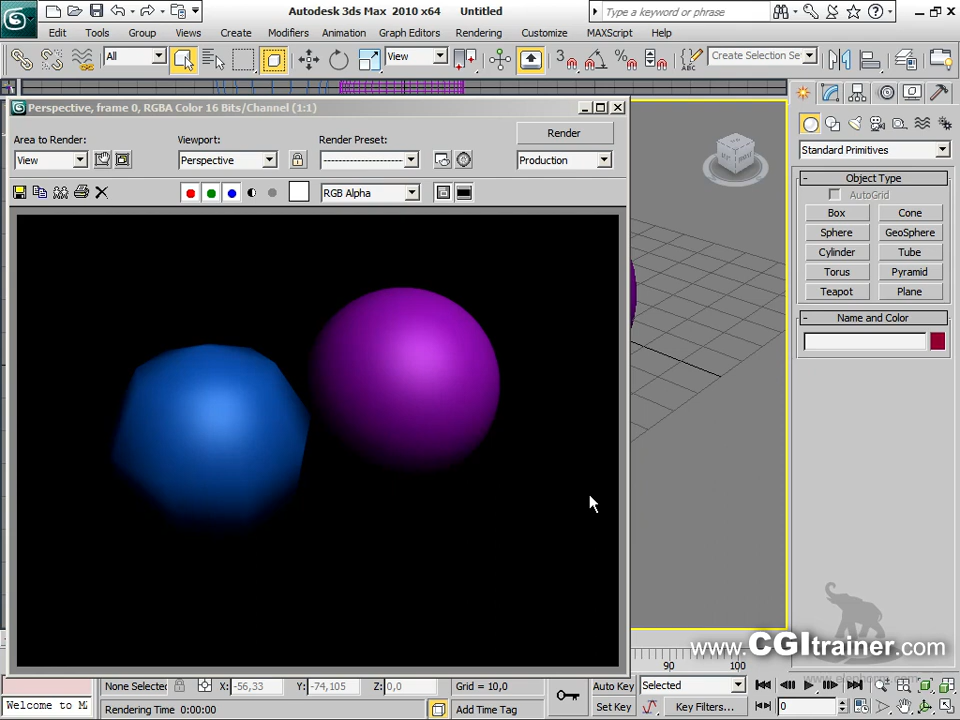 Autodesk 3ds Max 2010 x64 Untitled
Type a keyword or phrase
Edit Tools Group Views Create Modifiers Animation Graph Editors Rendering Customize MAXScript Help
All
View
3
Create Selection Se
ABC
Perspective, frame 0, RGBA Color 16 Bits/Channel (1:1)
Area to Render:
View
Viewport:
Perspective
Render Preset:
Render
Production
RGB Alpha
Standard Primitives
- Object Type
AutoGrid
Box Cone
Sphere GeoSphere
Cylinder Tube
Torus Pyramid
Teapot Plane
- Name and Color
www.CGItrainer.com
90 100
None Selected X: -56,33 Y: -74,105 Z: 0,0 Grid = 10,0 Auto Key Selected
Welcome to M
Rendering Time 0:00:00 Add Time Tag Set Key Key Filters... 0